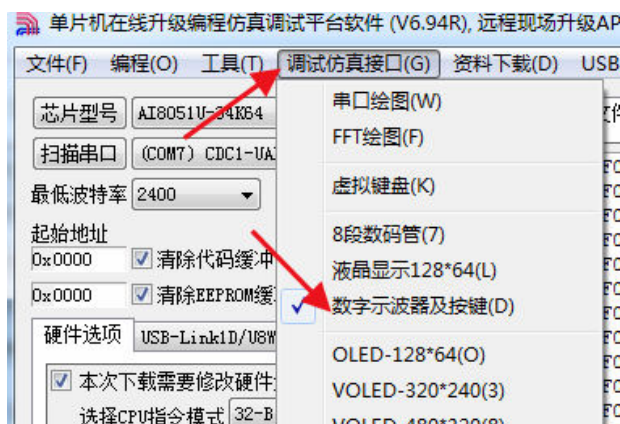 单片机在线升级编程仿真调试平台软件 (V6.94R), 远程现场升级AP
文件(F) 编程(O) 工具(T) 调试仿真接口(G) 资料下载(D) USB
芯片型号 AI8051U-34K64
扫描串口 (COM7) CDC1-UA
最低波特率 2400
起始地址
0x0000 清除代码缓冲
0x0000 清除EEPROM缓
硬件选项 USB-Link1D/U8W
本次下载需要修改硬件
选择CPU指令模式 32-B
串口绘图(W)
FFT绘图(F)
虚拟键盘(K)
8段数码管(7)
液晶显示128*64(L)
数字示波器及按键(D)
OLED-128*64(O)
VOLED-320*240(3)
VOLED-480*320(8)